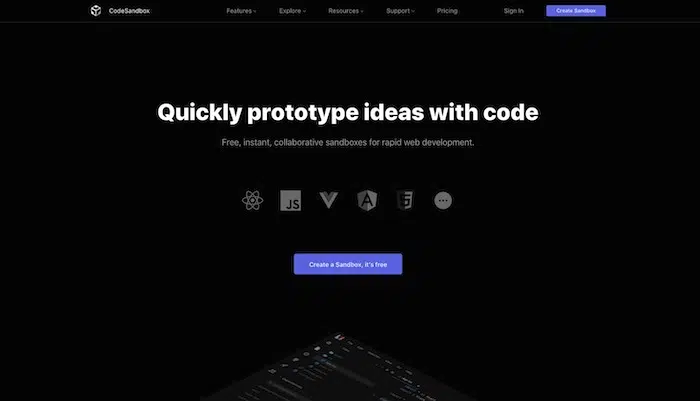 CodeSandbox
Features
Explore
Resources
Support
Pricing
Sign In
Create Sandbox
Quickly prototype ideas with code
Free, instant, collaborative sandboxes for rapid web development.
JS
Create a Sandbox, it's free